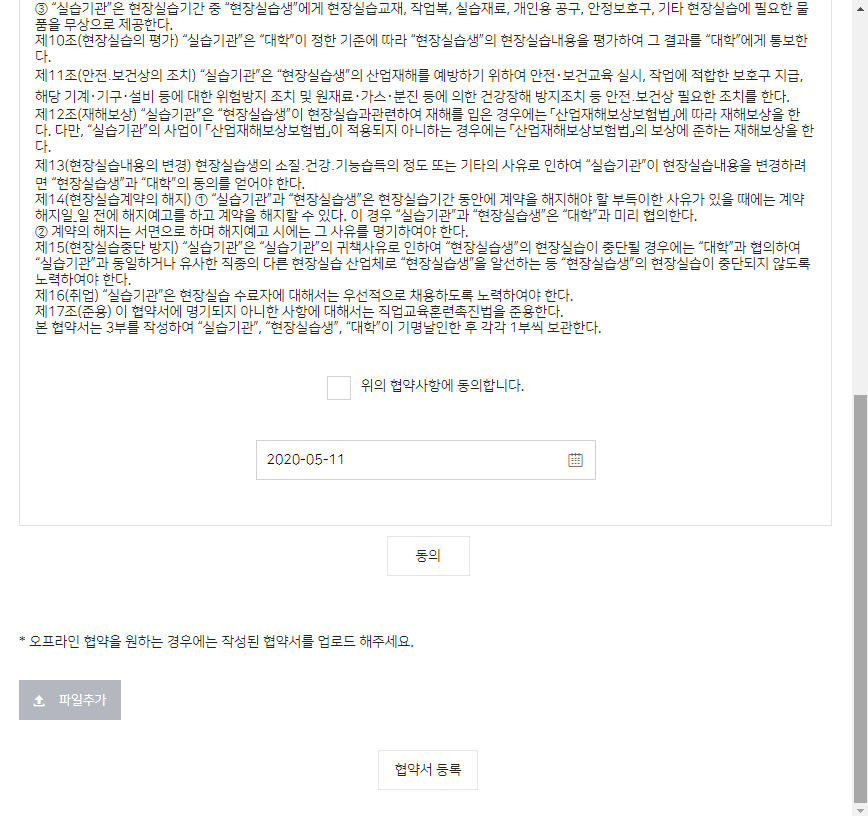 ③ “실습기관”은 현장실습기간 중 “현장실습생”에게 현장실습교재, 작업복, 실습재료, 개인용 공구, 안정보호구, 기타 현장실습에 필요한 물
품을 무상으로 제공한다.
제10조(현장실습의 평가) “실습기관”은 “대학”이 정한 기준에 따라 “현장실습생”의 현장실습내용을 평가하여 그 결과를 “대학”에게 통보한
다.
제11조(안전.보건상의 조치) “실습기관”은 “현장실습생”의 산업재해를 예방하기 위하여 안전·보건교육 실시, 작업에 적합한 보호구 지급,
해당 기계·기구·설비 등에 대한 위험방지 조치 및 원재료·가스·분진 등에 의한 건강장해 방지조치 등 안전.보건상 필요한 조치를 한다.
제12조(재해보상) “실습기관”은 “현장실습생”이 현장실습과관련하여 재해를 입은 경우에는 「산업재해보상보험법」에 따라 재해보상을 한
다. 다만, “실습기관”의 사업이 「산업재해보상보험법」이 적용되지 아니하는 경우에는 「산업재해보상보험법」의 보상에 준하는 재해보상을 한
다.
제13(현장실습내용의 변경) 현장실습생의 소질.건강.기능습득의 정도 또는 기타의 사유로 인하여 “실습기관”이 현장실습내용을 변경하려
면 “현장실습생”과 “대학”의 동의를 얻어야 한다.
제14(현장실습계약의 해지) ① “실습기관”과 “현장실습생”은 현장실습기간 동안에 계약을 해지해야 할 부득이한 사유가 있을 때에는 계약
해지일_일 전에 해지예고를 하고 계약을 해지할 수 있다. 이 경우 “실습기관”과 “현장실습생”은 “대학”과 미리 협의한다.
② 계약의 해지는 서면으로 하며 해지예고 시에는 그 사유를 명기하여야 한다.
제15(현장실습중단 방지) “실습기관”은 “실습기관”의 귀책사유로 인하여 “현장실습생”의 현장실습이 중단될 경우에는 “대학”과 협의하여
“실습기관”과 동일하거나 유사한 직종의 다른 현장실습 산업체로 “현장실습생”을 알선하는 등 “현장실습생”의 현장실습이 중단되지 않도록
노력하여야 한다.
제16(취업) “실습기관”은 현장실습 수료자에 대해서는 우선적으로 채용하도록 노력하여야 한다.
제17조(준용) 이 협약서에 명기되지 아니한 사항에 대해서는 직업교육훈련촉진법을 준용한다.
본 협약서는 3부를 작성하여 “실습기관”, “현장실습생”, “대학”이 기명날인한 후 각각 1부씩 보관한다.
위의 협약사항에 동의합니다.
2020-05-11
동의
* 오프라인 협약을 원하는 경우에는 작성된 협약서를 업로드 해주세요.
파일추가
협약서 등록